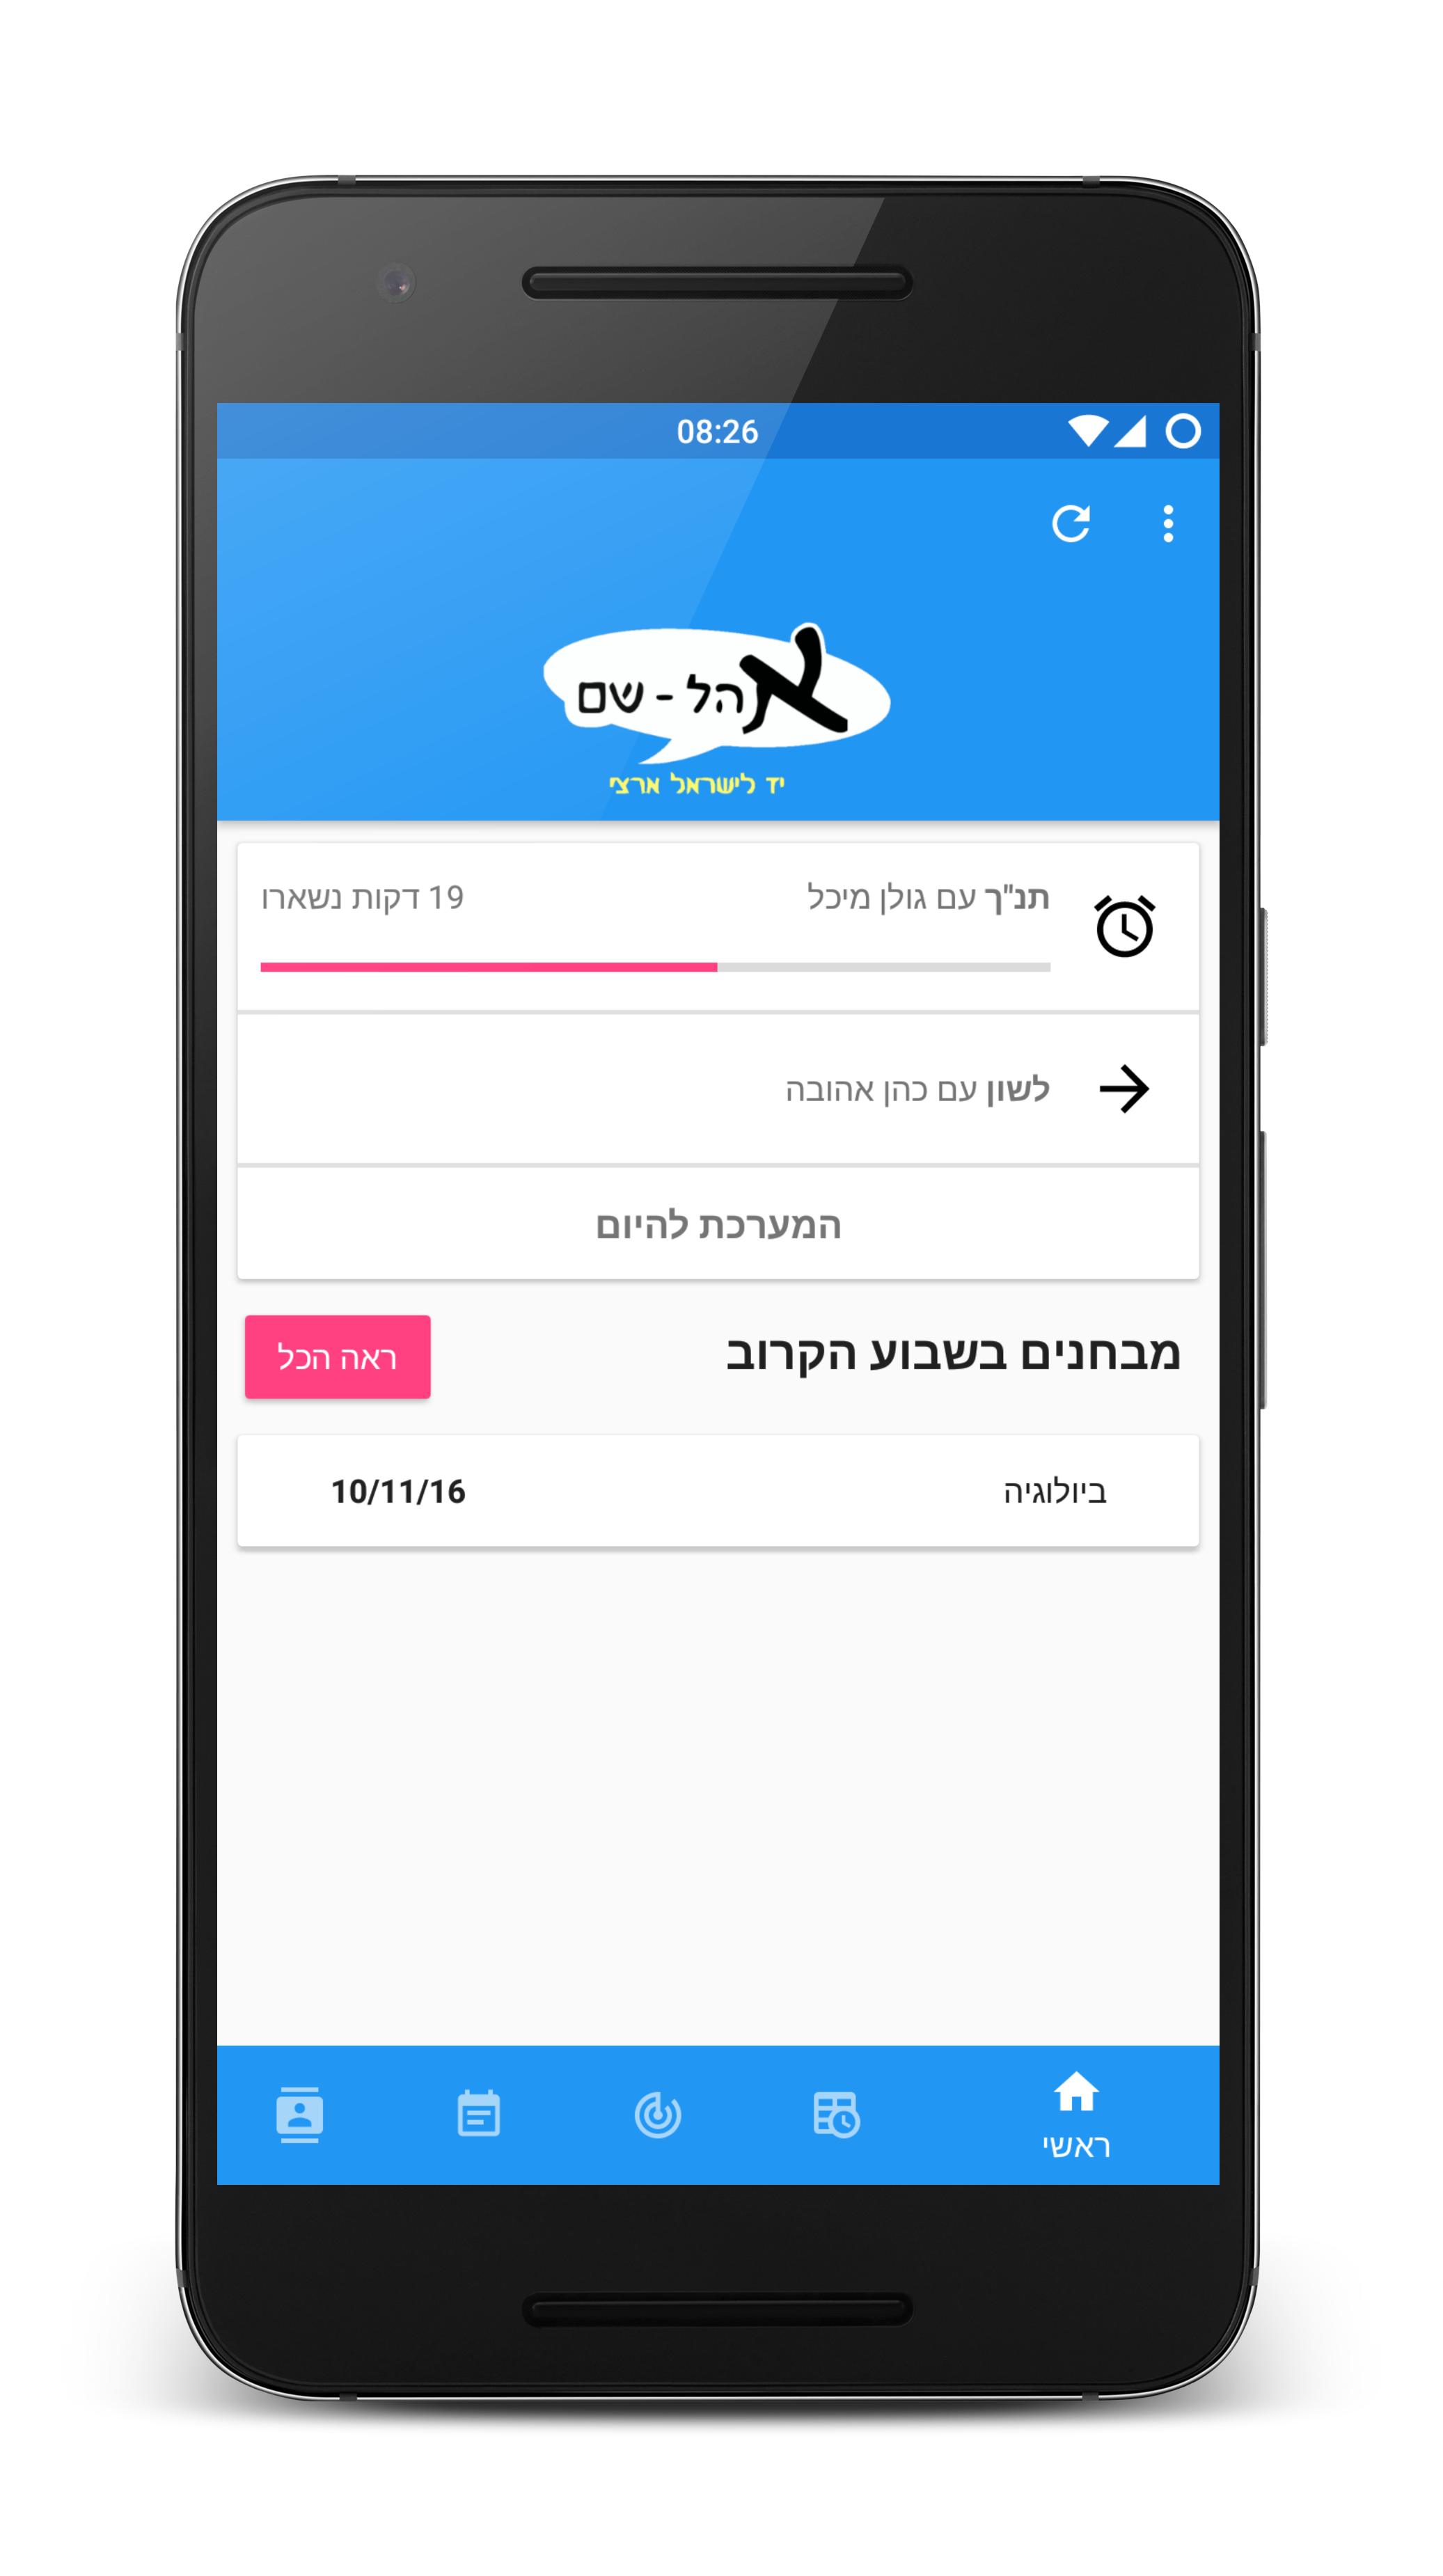 08:26
אהל - שם
יד לישראל ארצי
תנ"ך עם גולן מיכל
19 דקות נשארו
לשון עם כהן אהובה
המערכת להיום
מבחנים בשבוע הקרוב
ראה הכל
ביולוגיה
10/11/16
ראשי